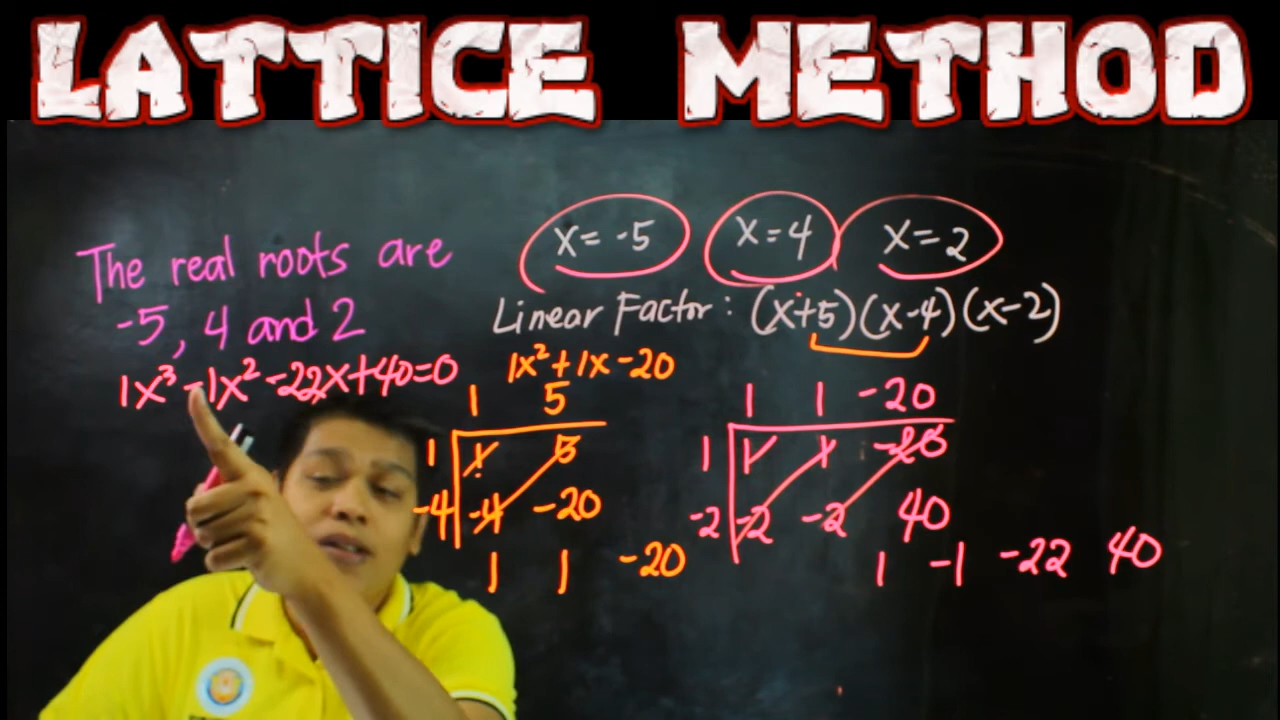 LATTICE METHOD
x=-5 x=4 x=2
The real roots are
-5, 4 and 2
Linear Factor: (x+5)(x-4)(x-2)
1x³-1x²-22x+40=0
1x²+1x-20
1 5
1 1 5
-4 -4 -20
1 1 -20
1 1 -20
1 1 1 -20
-2 -2 -2 40
1 -1 -22 40